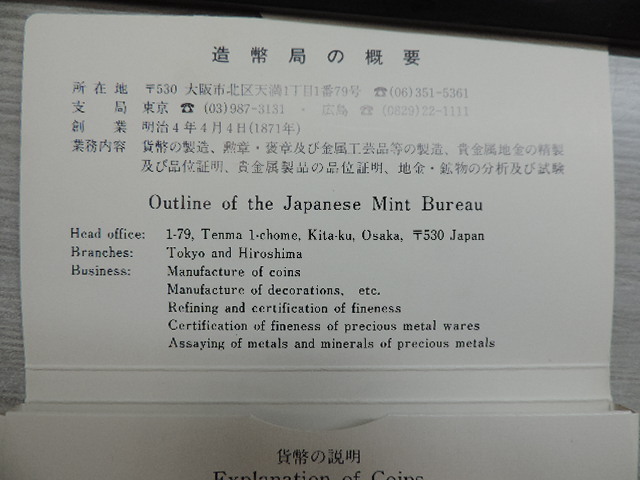 造幣局の概要
所在地 〒530 大阪市北区天満1丁目1番79号 ☎(06)351-5361
支局 東京 ☎ (03)987-3131 · 広島 ☎ (0829)22-1111
創業 明治4年4月4日(1871年)
業務内容 貨幣の製造、勲章・褒章及び金属工芸品等の製造、貴金属地金の精製
及び品位証明、貴金属製品の品位証明、地金・鉱物の分析及び試験
Outline of the Japanese Mint Bureau
Head office: 1-79, Tenma 1-chome, Kita-ku, Osaka, 〒530 Japan
Branches: Tokyo and Hiroshima
Business: Manufacture of coins
Manufacture of decorations, etc.
Refining and certification of fineness
Certification of fineness of precious metal wares
Assaying of metals and minerals of precious metals
貨幣の説明
Explanation of Coins